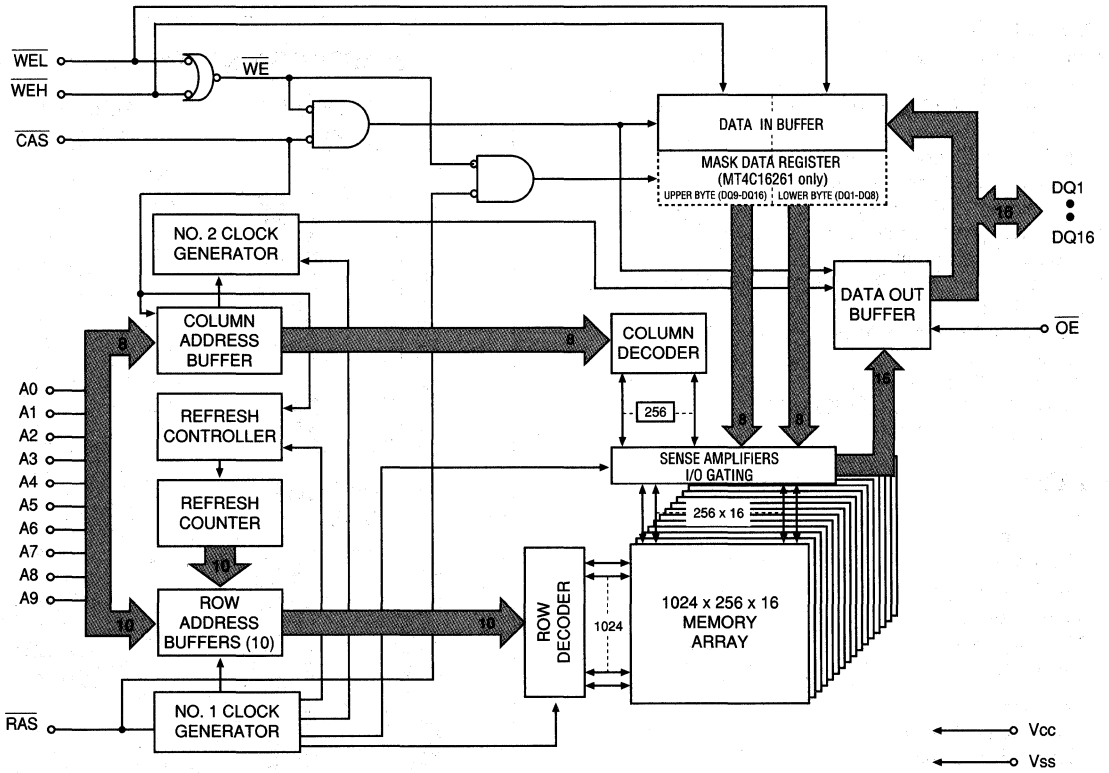 WEL
WEH
CAS
WE
DATA IN BUFFER
MASK DATA REGISTER
(MT4C16261 only)
UPPER BYTE (DQ9-DQ16)
LOWER BYTE (DQ1-DQ8)
DQ1
16
DQ16
NO. 2 CLOCK
GENERATOR
DATA OUT
BUFFER
OE
COLUMN
ADDRESS
BUFFER
8
8
COLUMN
DECODER
16
A0
A1
A2
A3
A4
A5
A6
A7
A8
A9
REFRESH
CONTROLLER
256
8
8
SENSE AMPLIFIERS
I/O GATING
REFRESH
COUNTER
256 x 16
10
ROW
ADDRESS
BUFFERS (10)
10
10
ROW
DECODER
1024
1024 x 256 x 16
MEMORY
ARRAY
RAS
NO. 1 CLOCK
GENERATOR
Vcc
Vss